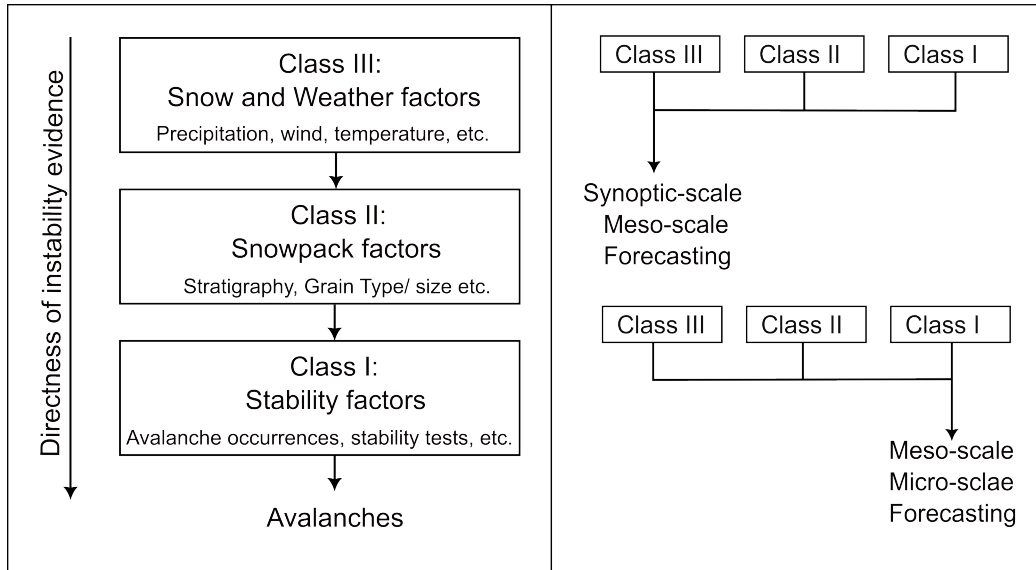 Directness of instability evidence
Class III:
Snow and Weather factors
Precipitation, wind, temperature, etc.
Class II:
Snowpack factors
Stratigraphy, Grain Type/ size etc.
Class I:
Stability factors
Avalanche occurrences, stability tests, etc.
Avalanches
Class III Class II Class I
Synoptic-scale
Meso-scale
Forecasting
Class III Class II Class I
Meso-scale
Micro-sclae
Forecasting